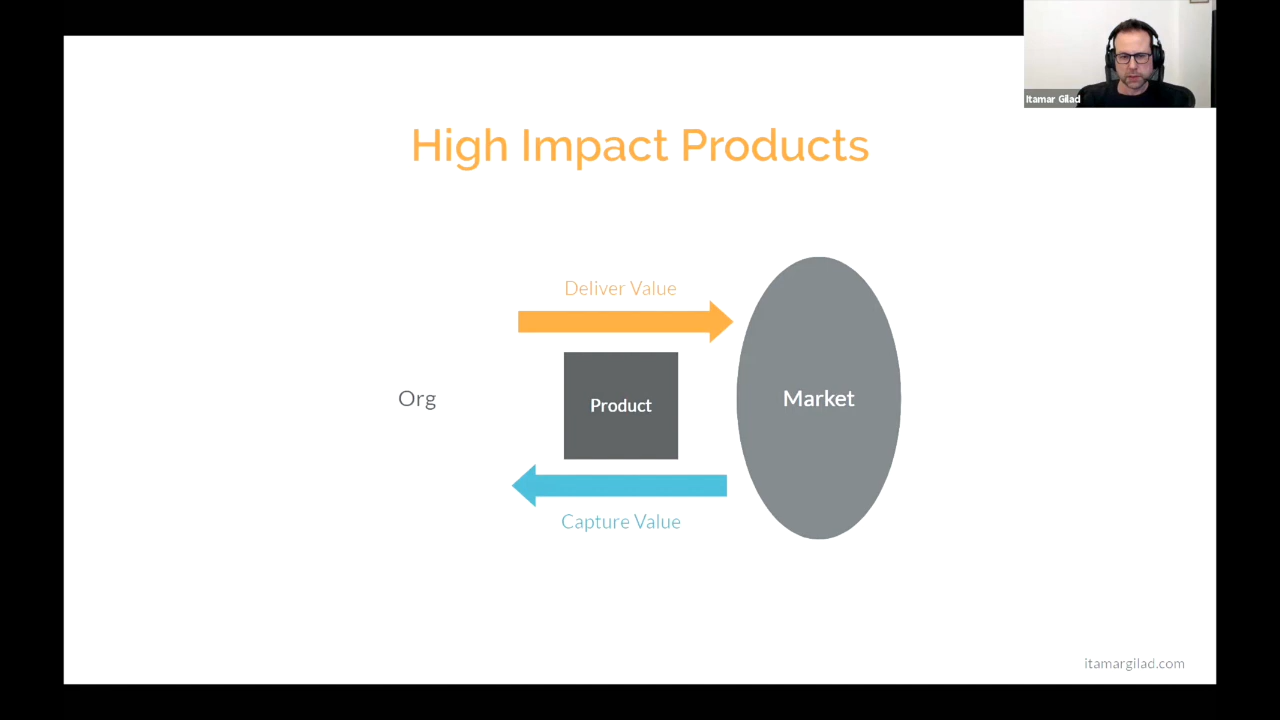 Itamar Gilad
High Impact Products
Deliver Value
Org
Product
Market
Capture Value
itamargilad.com